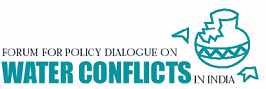 FORUM FOR POLICY DIALOGUE ON
WATER CONFLICTS IN INDIA